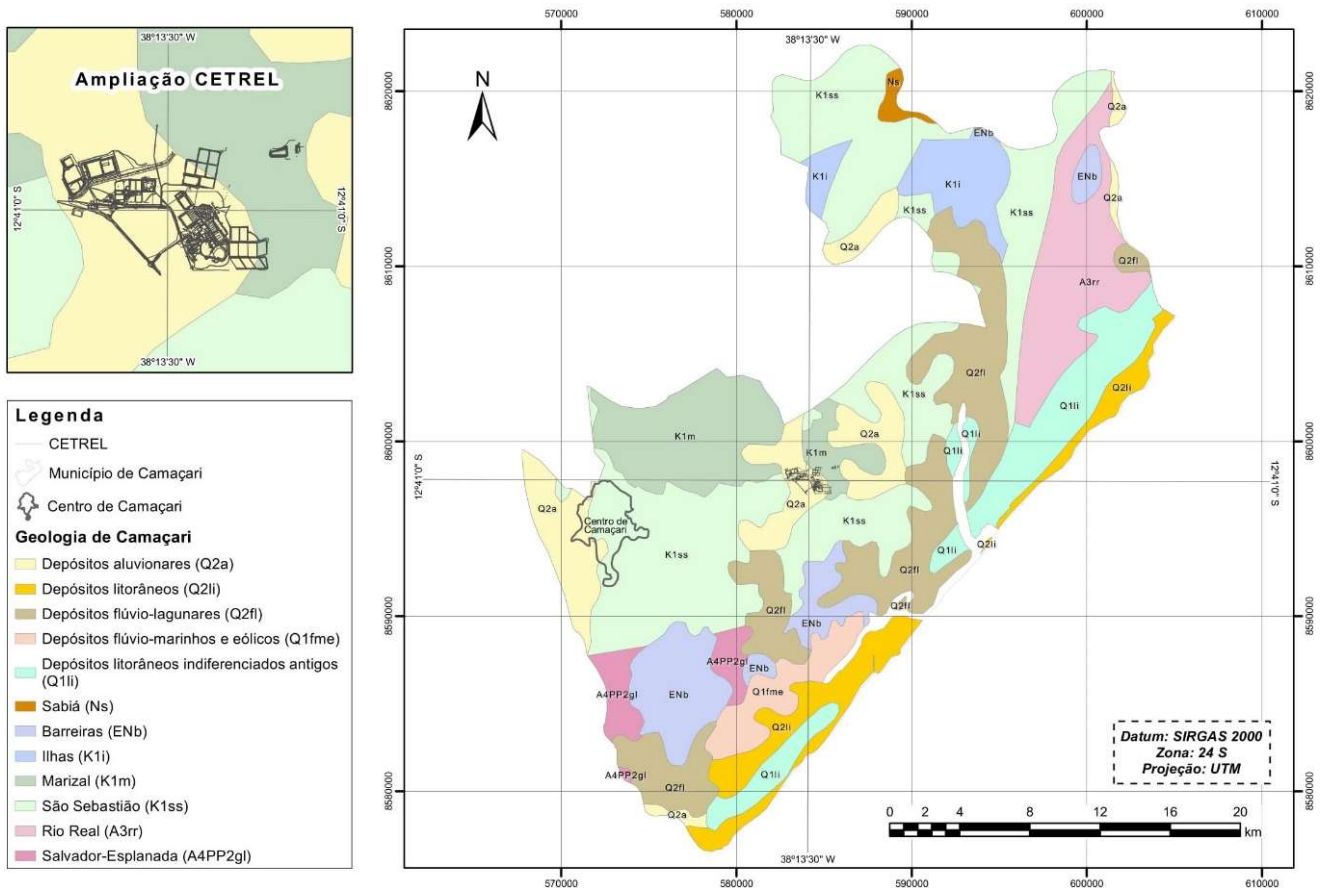 38°13'30" W
Ampliação CETREL
12°41'0" S
12°41'0" S
38°13'30" W
Legenda
CETREL
Município de Camaçari
Centro de Camaçari
Geologia de Camaçari
Depósitos aluvionares (Q2a)
Depósitos litorâneos (Q2li)
Depósitos flúvio-lagunares (Q2fl)
Depósitos flúvio-marinhos e eólicos (Q1fme)
Depósitos litorâneos indiferenciados antigos
(Q1li)
Sabiá (Ns)
Barreiras (ENb)
Ilhas (K1i)
Marizal (K1m)
São Sebastião (K1ss)
Rio Real (A3rr)
Salvador-Esplanada (A4PP2gl)
570000 580000 590000 600000 610000
38°13'30" W
N
8620000
8620000
K1ss
Ns
Q2a
ENb
K1i
K1i
ENb
Q2a
K1ss
K1ss
Q2a
8610000
Q2fl
8610000
A3rr
Q2fl
K1ss
Q2li
Q1li
K1m
Q2a
Q1li
8600000
K1m
Q1li
8600000
12°41'0" S
12°41'0" S
Q2a
Q2a
Centro de
Camaçari
K1ss
Q2li
K1ss
Q1li
Q2fl
8590000
Q2fl
Q2fl
ENb
8590000
A4PP2gl
ENb
A4PP2gl
ENb
Q1fme
Q2li
Datum: SIRGAS 2000
Zona: 24 S
Projeção: UTM
8580000
A4PP2gl
Q2fl
Q1li
8580000
Q2a
0 2 4 8 12 16 20
km
38°13'30" W
570000 580000 590000 600000 610000